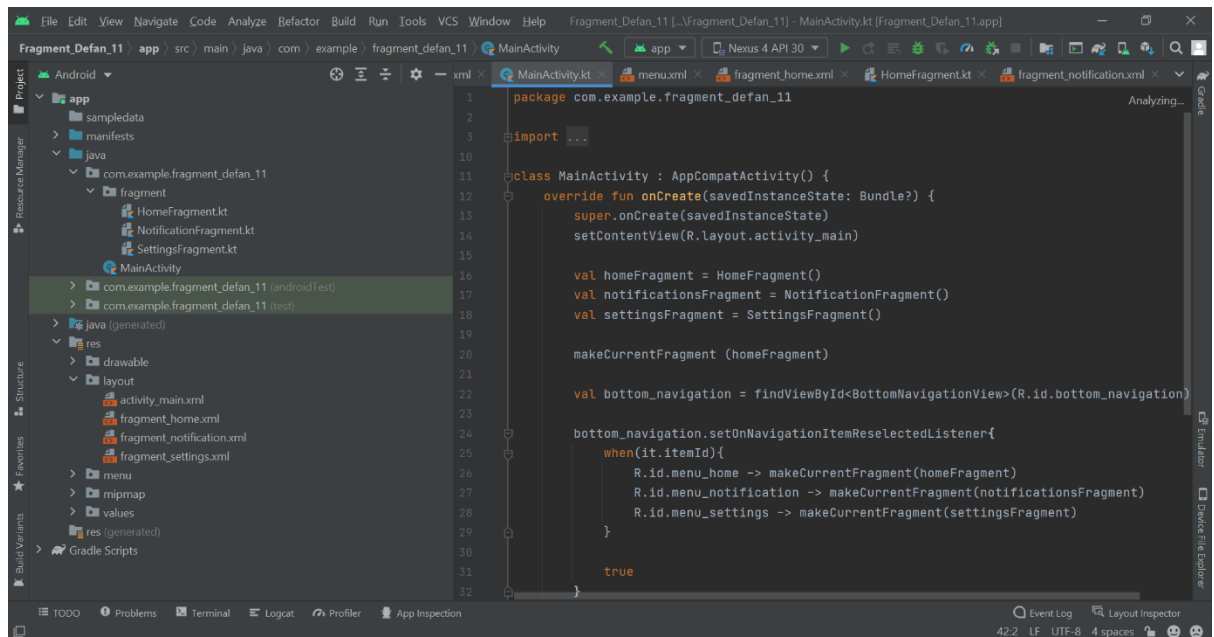 File Edit View Navigate Code Analyze Refactor Build Run Tools VCS Window Help Fragment_Defan_11 [...\Fragment_Defan_11] - MainActivity.kt [Fragment_Defan_11.app]
Fragment_Defan_11 app src main java com example fragment_defan_11 MainActivity app Nexus 4 API 30
Android xml MainActivity.kt menu.xml fragment_home.xml HomeFragment.kt fragment_notification.xml
Project
Resource Manager
Structure
Favorites
Build Variants
app
sampledata
manifests
java
com.example.fragment_defan_11
fragment
HomeFragment.kt
NotificationFragment.kt
SettingsFragment.kt
MainActivity
com.example.fragment_defan_11 (androidTest)
com.example.fragment_defan_11 (test)
java (generated)
res
drawable
layout
activity_main.xml
fragment_home.xml
fragment_notification.xml
fragment_settings.xml
menu
mipmap
values
res (generated)
Gradle Scripts
1 package com.example.fragment_defan_11
Analyzing...
2
3 import ...
10
11 class MainActivity : AppCompatActivity() {
12 override fun onCreate(savedInstanceState: Bundle?) {
13 super.onCreate(savedInstanceState)
14 setContentView(R.layout.activity_main)
15
16 val homeFragment = HomeFragment()
17 val notificationsFragment = NotificationFragment()
18 val settingsFragment = SettingsFragment()
19
20 makeCurrentFragment (homeFragment)
21
22 val bottom_navigation = findViewById<BottomNavigationView>(R.id.bottom_navigation)
23
24 bottom_navigation.setOnNavigationItemReselectedListener{
25 when(it.itemId){
26 R.id.menu_home -> makeCurrentFragment(homeFragment)
27 R.id.menu_notification -> makeCurrentFragment(notificationsFragment)
28 R.id.menu_settings -> makeCurrentFragment(settingsFragment)
29 }
30
31 true
32 }
Gradle
Emulator
Device File Explorer
TODO Problems Terminal Logcat Profiler App Inspection Event Log Layout Inspector
42:2 LF UTF-8 4 spaces